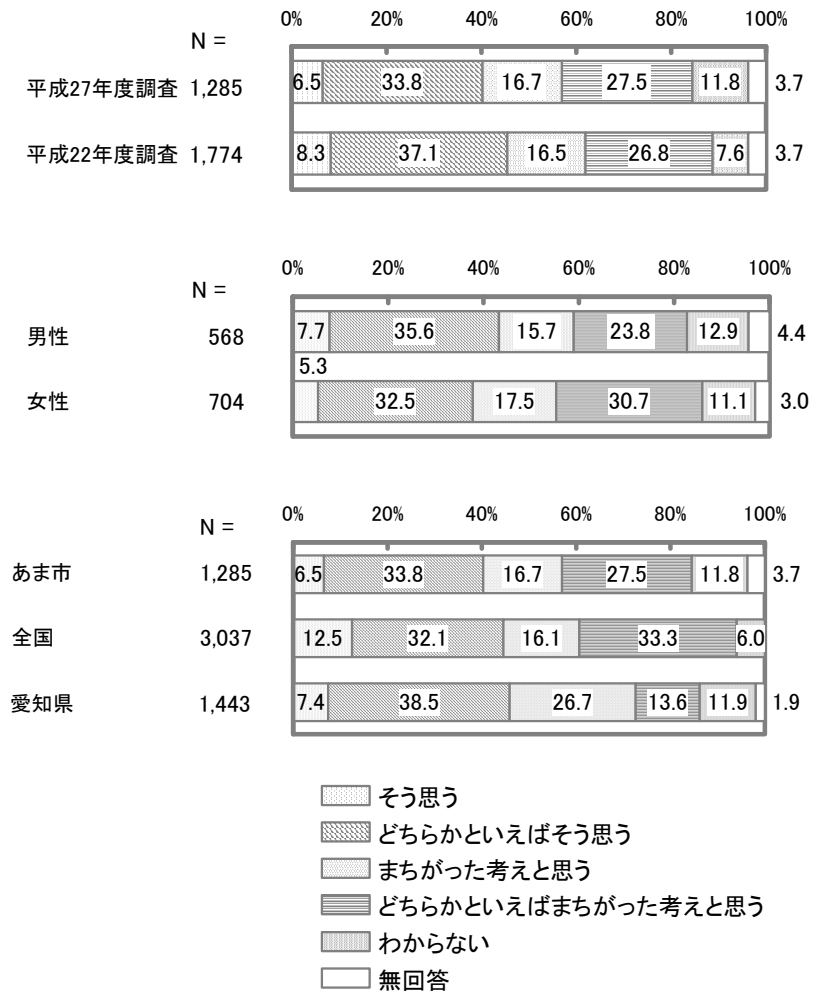 0% 20% 40% 60% 80% 100%
N =
平成27年度調査 1,285 6.5 33.8 16.7 27.5 11.8 3.7
平成22年度調査 1,774 8.3 37.1 16.5 26.8 7.6 3.7
0% 20% 40% 60% 80% 100%
N =
男性 568 7.7 35.6 15.7 23.8 12.9 4.4
5.3
女性 704 32.5 17.5 30.7 11.1 3.0
0% 20% 40% 60% 80% 100%
N =
あま市 1,285 6.5 33.8 16.7 27.5 11.8 3.7
全国 3,037 12.5 32.1 16.1 33.3 6.0
愛知県 1,443 7.4 38.5 26.7 13.6 11.9 1.9
そう思う
どちらかといえばそう思う
まちがった考えと思う
どちらかといえばまちがった考えと思う
わからない
無回答